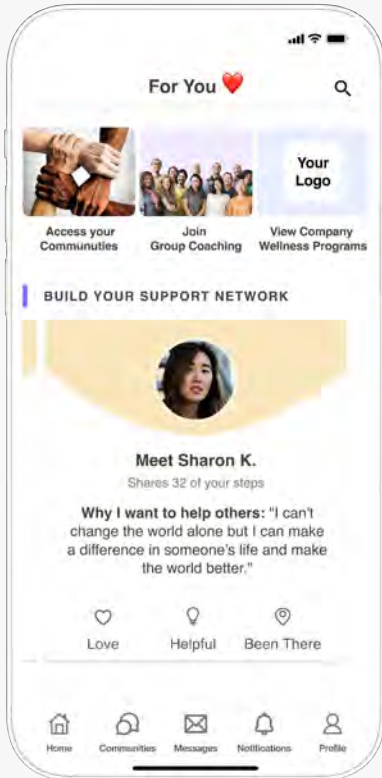 For You ❤️
Your
Logo
Access your
Communuties
Join
Group Coaching
View Company
Wellness Programs
BUILD YOUR SUPPORT NETWORK
Meet Sharon K.
Shares 32 of your steps
Why I want to help others: “I can't
change the world alone but I can make
a difference in someone's life and make
the world better.”
Love
Helpful
Been There
Home
Communities
Messages
Notifications
Profile